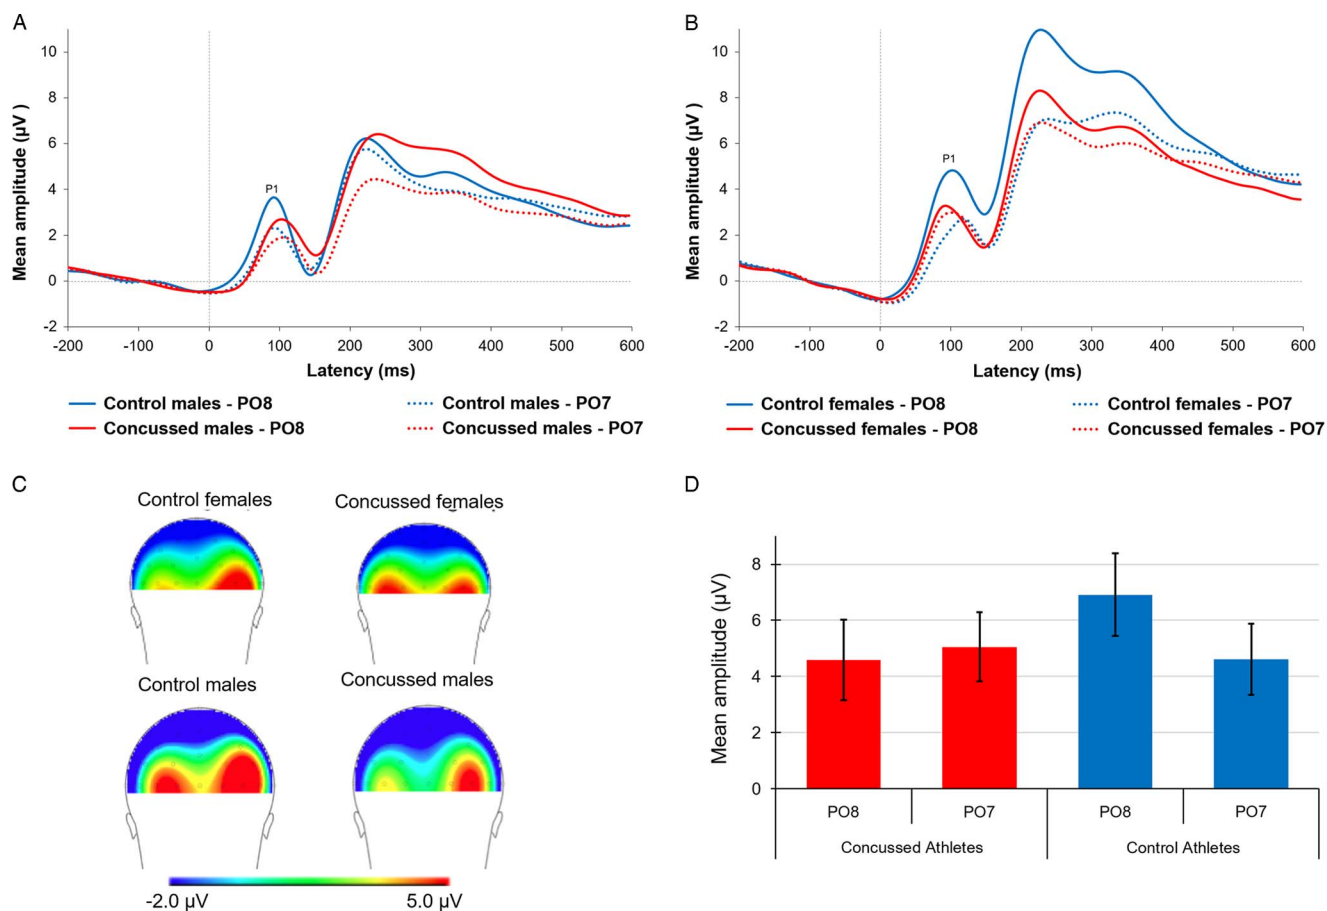 A
Mean amplitude (µV)
10
8
6
4
2
0
-2
P1
-200 -100 0 100 200 300 400 500 600
Latency (ms)
Control males - PO8
Control males - PO7
Concussed males - PO8
Concussed males - PO7
B
Mean amplitude (µV)
10
8
6
4
2
0
-2
P1
-200 -100 0 100 200 300 400 500 600
Latency (ms)
Control females - PO8
Control females - PO7
Concussed females - PO8
Concussed females - PO7
C
Control females
Concussed females
Control males
Concussed males
-2.0 µV
5.0 µV
D
Mean amplitude (µV)
8
6
4
2
0
PO8 PO7 PO8 PO7
Concussed Athletes
Control Athletes